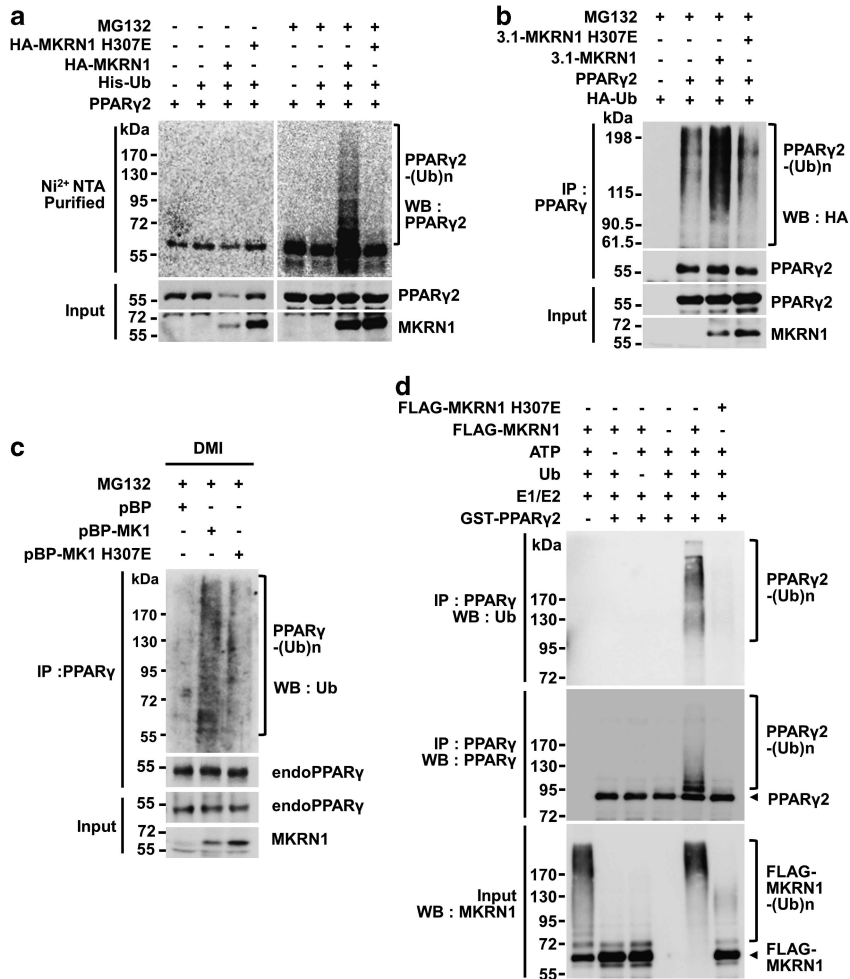 a
MG132 - - - - + + + +
HA-MKRN1 H307E - - - + - - - +
HA-MKRN1 - - + - - - + -
His-Ub - + + + - + + +
PPARγ2 + + + + + + + +
kDa
170
130
95
72
55
Ni2+ NTA
Purified
PPARγ2
-(Ub)n
WB :
PPARγ2
Input
55
PPARγ2
72
55
MKRN1
b
MG132 + + + +
3.1-MKRN1 H307E - - - +
3.1-MKRN1 - - + -
PPARγ2 - + + +
HA-Ub + + + +
kDa
198
115
90.5
61.5
IP :
PPARγ
PPARγ2
-(Ub)n
WB : HA
55
PPARγ2
Input
55
PPARγ2
72
55
MKRN1
c
DMI
MG132 + + +
pBP + - -
pBP-MK1 - + -
pBP-MK1 H307E - - +
kDa
170
130
95
72
55
IP :PPARγ
PPARγ
-(Ub)n
WB : Ub
55
endoPPARγ
Input
55
endoPPARγ
72
55
MKRN1
d
FLAG-MKRN1 H307E - - - - - +
FLAG-MKRN1 + + + - + -
ATP + - + + + +
Ub + + - + + +
E1/E2 + + + + + +
GST-PPARγ2 - + + + + +
kDa
170
130
95
72
IP : PPARγ
WB : Ub
PPARγ2
-(Ub)n
170
130
95
72
IP : PPARγ
WB : PPARγ
PPARγ2
-(Ub)n
PPARγ2
170
130
95
72
55
Input
WB : MKRN1
FLAG-
MKRN1
-(Ub)n
FLAG-
MKRN1